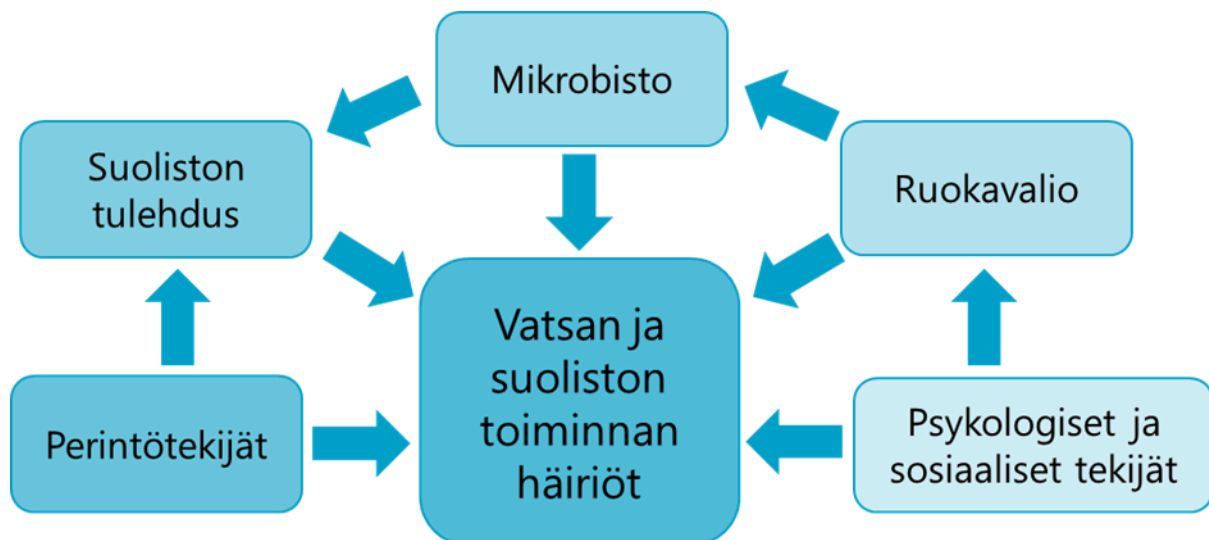 Mikrobisto
Suoliston
tulehdus
Ruokavalio
Vatsan ja
suoliston
toiminnan
häiriöt
Perintötekijät
Psykologiset ja
sosiaaliset tekijät